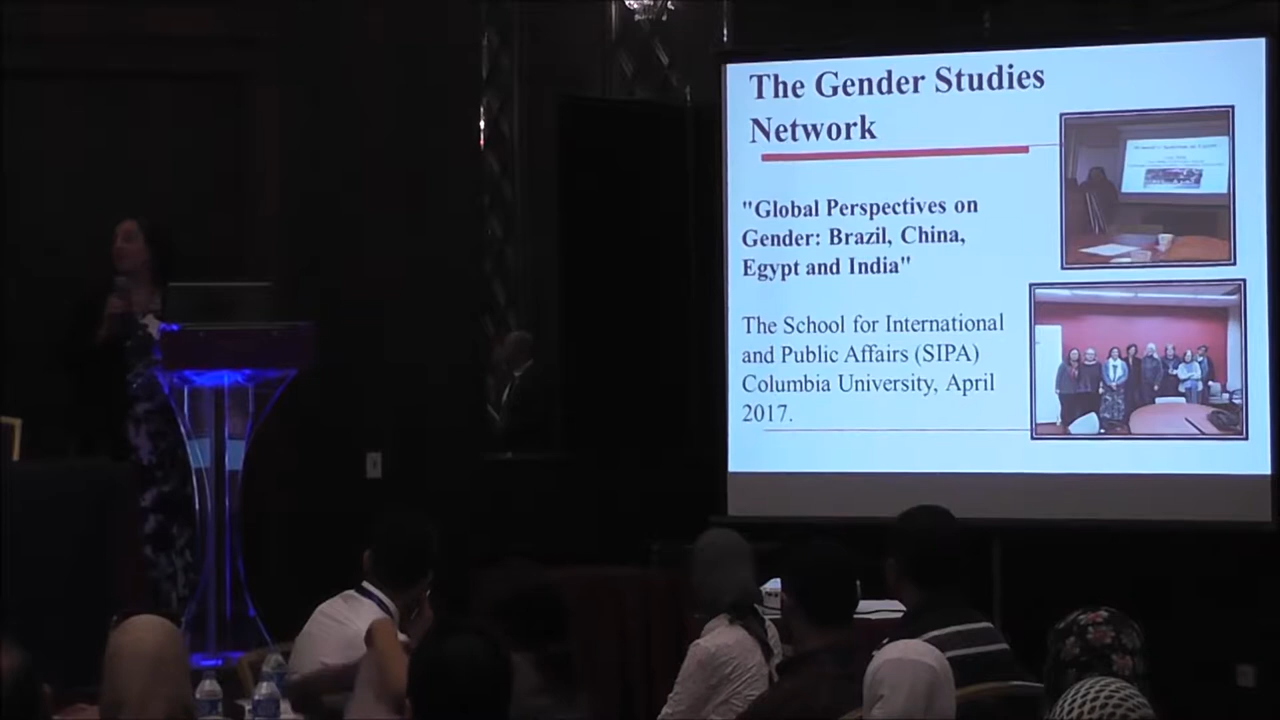 The Gender Studies
Network
"Global Perspectives on
Gender: Brazil, China,
Egypt and India"
The School for International
and Public Affairs (SIPA)
Columbia University, April
2017.